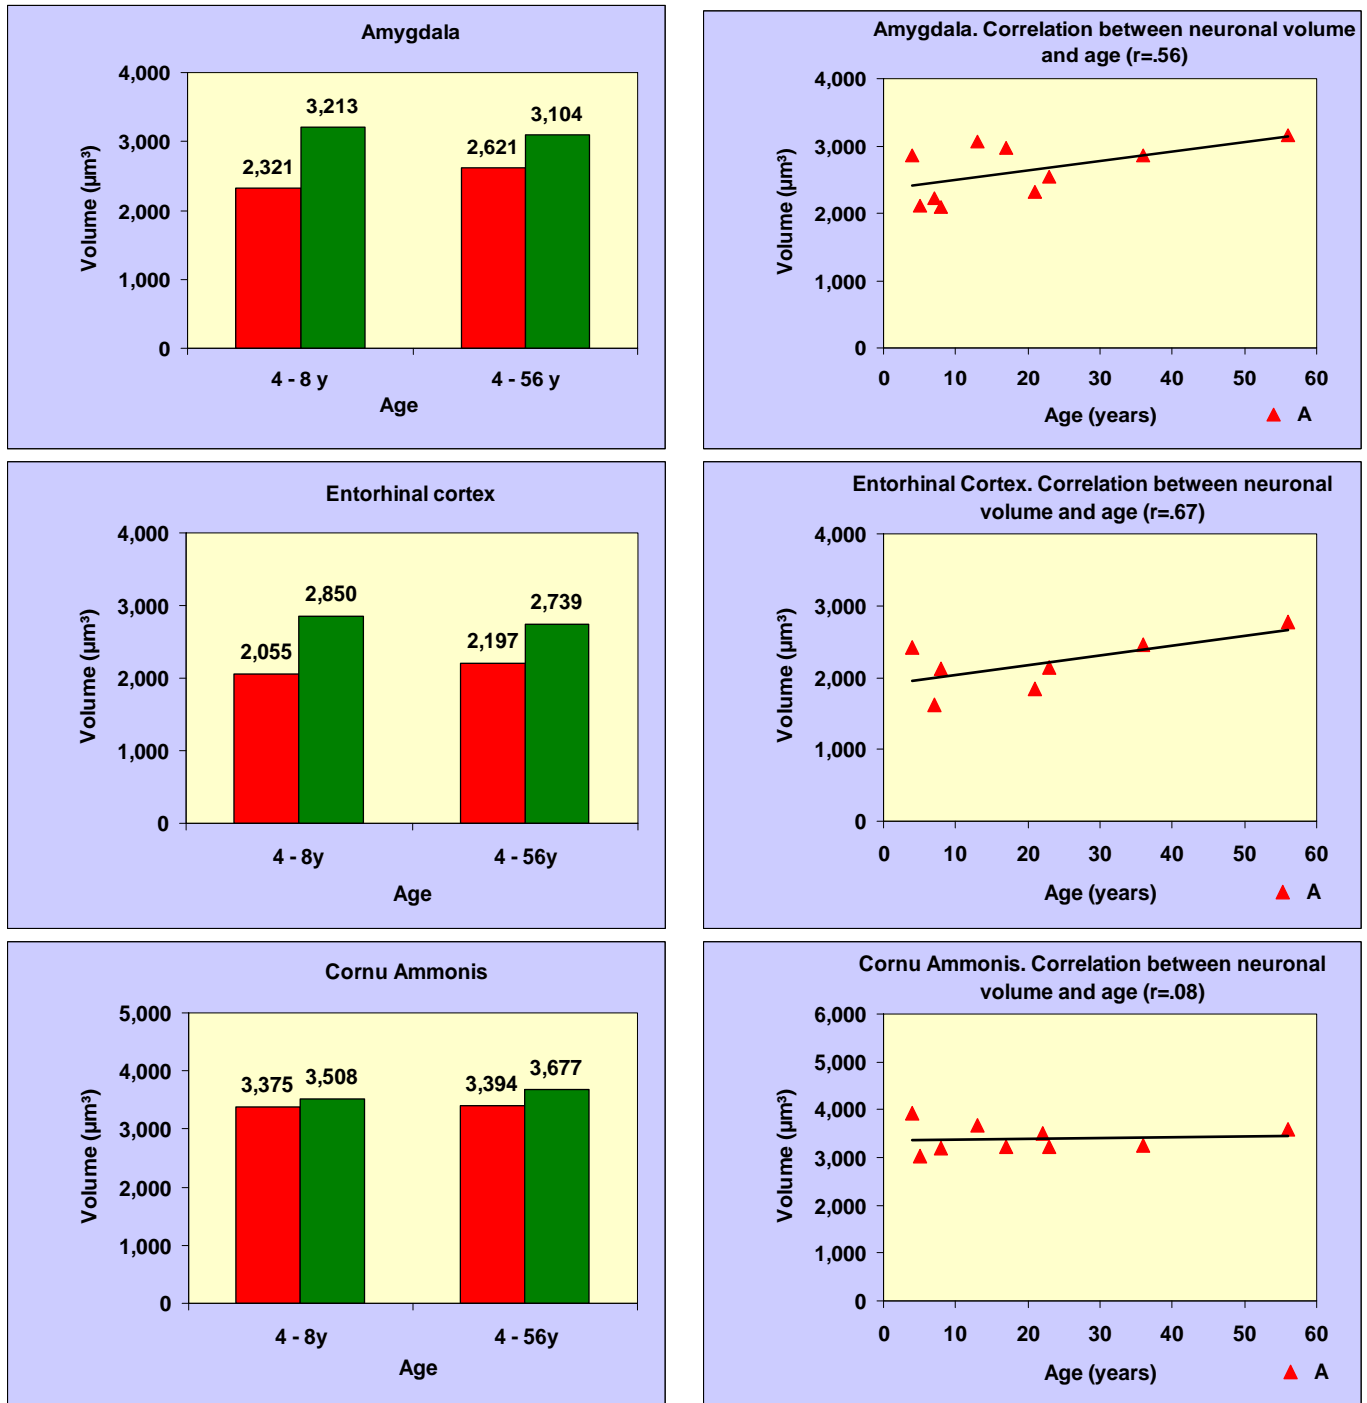 Amygdala
4,000
3,000
2,000
1,000
0
Volume (µm³)
2,321
3,213
2,621
3,104
4 - 8 y
4 - 56 y
Age
Amygdala. Correlation between neuronal volume
and age (r=.56)
4,000
3,000
2,000
1,000
0
Volume (µm³)
0 10 20 30 40 50 60
Age (years)
A
Entorhinal cortex
4,000
3,000
2,000
1,000
0
Volume (µm³)
2,055
2,850
2,197
2,739
4 - 8y
4 - 56y
Age
Entorhinal Cortex. Correlation between neuronal
volume and age (r=.67)
4,000
3,000
2,000
1,000
0
Volume (µm³)
0 10 20 30 40 50 60
Age (years)
A
Cornu Ammonis
5,000
4,000
3,000
2,000
1,000
0
Volume (µm³)
3,375
3,508
3,394
3,677
4 - 8y
4 - 56y
Age
Cornu Ammonis. Correlation between neuronal
volume and age (r=.08)
6,000
5,000
4,000
3,000
2,000
1,000
0
Volume (µm³)
0 10 20 30 40 50 60
Age (years)
A